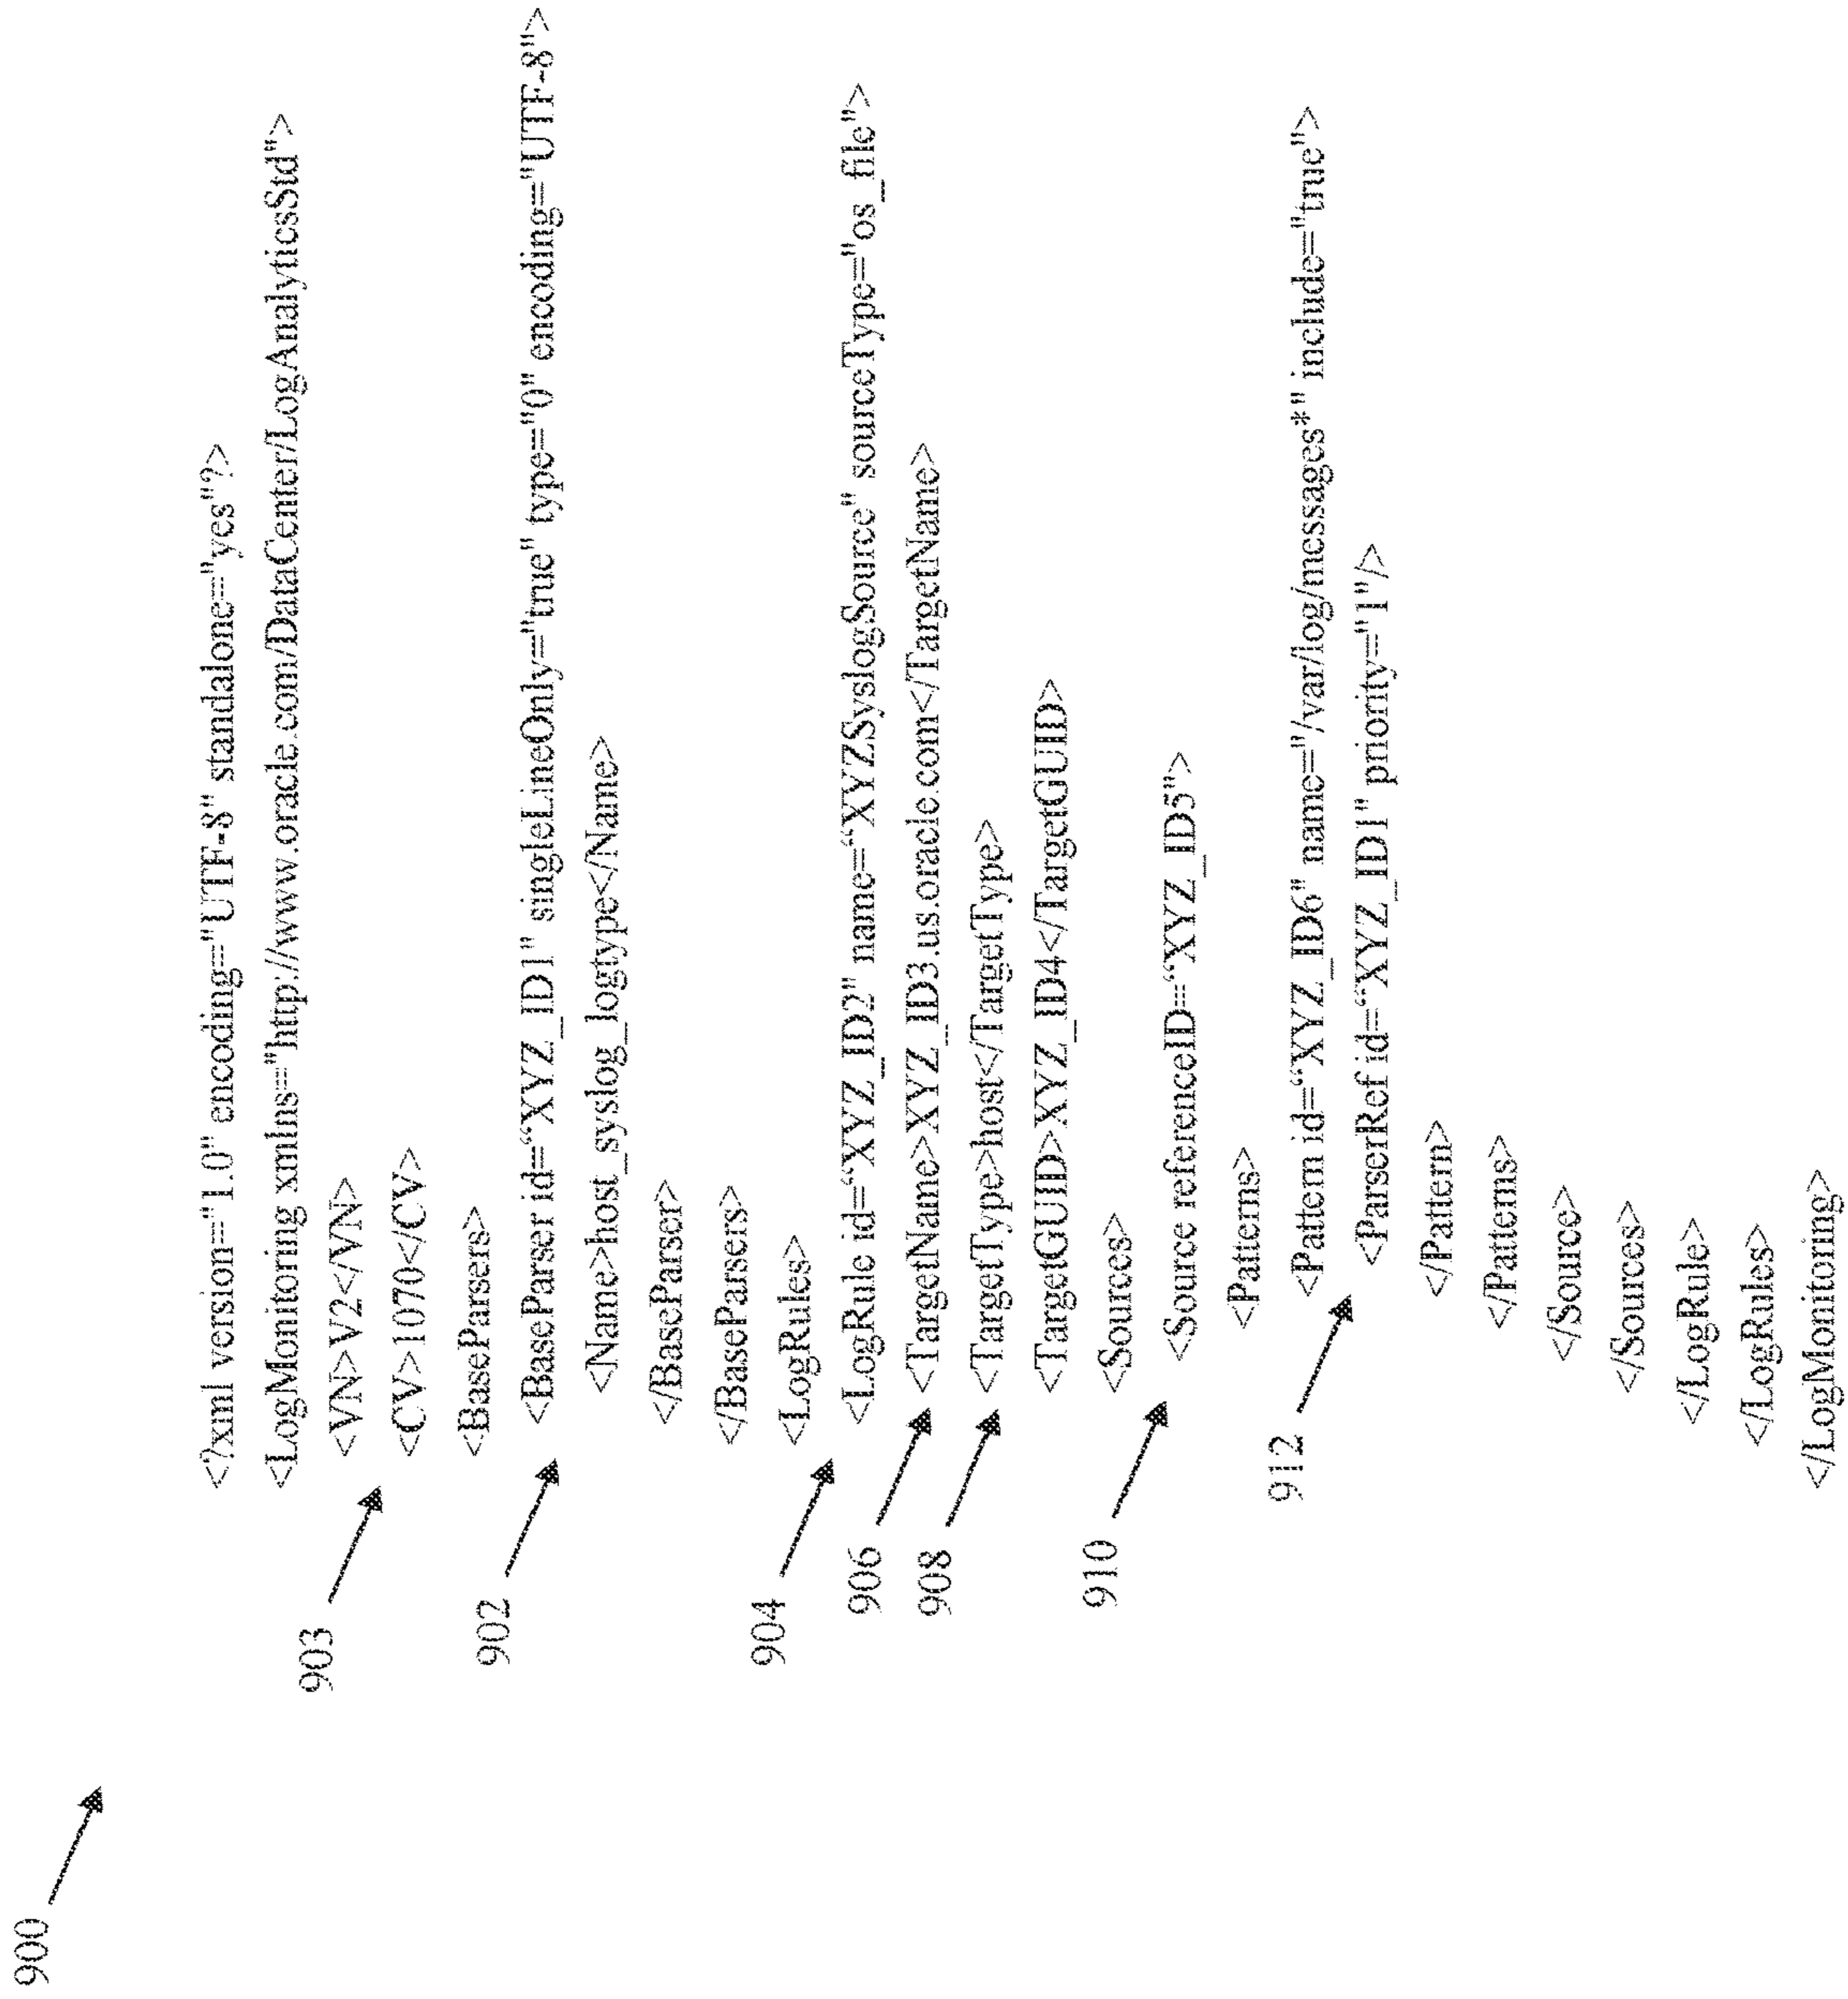 900
<?xml version="1.0" encoding="UTF-8" standalone="yes"?>
<LogMonitoring xmlns="http://www.oracle.com/DataCenter/LogAnalyticsStd">
<VN>V2</VN>
903
<CV>1070</CV>
<BaseParsers>
902
<BaseParser id=“XYZ_ID1" singleLineOnly="true" type="0" encoding="UTF-8">
<Name>host_syslog_logtype</Name>
</BaseParser>
</BaseParsers>
<LogRules>
904
<LogRule id=“XYZ_ID2" name=“XYZSyslogSource" sourceType="os_file">
906
<TargetName>XYZ_ID3.us.oracle.com</TargetName>
908
<TargetType>host</TargetType>
<TargetGUID>XYZ_ID4</TargetGUID>
<Sources>
910
<Source referenceID=“XYZ_ID5">
<Patterns>
<Pattern id=“XYZ_ID6" name="/var/log/messages*" include="true">
912
<ParserRef id=“XYZ_ID1" priority="1"/>
</Pattern>
</Patterns>
</Source>
</Sources>
</LogRule>
</LogRules>
</LogMonitoring>